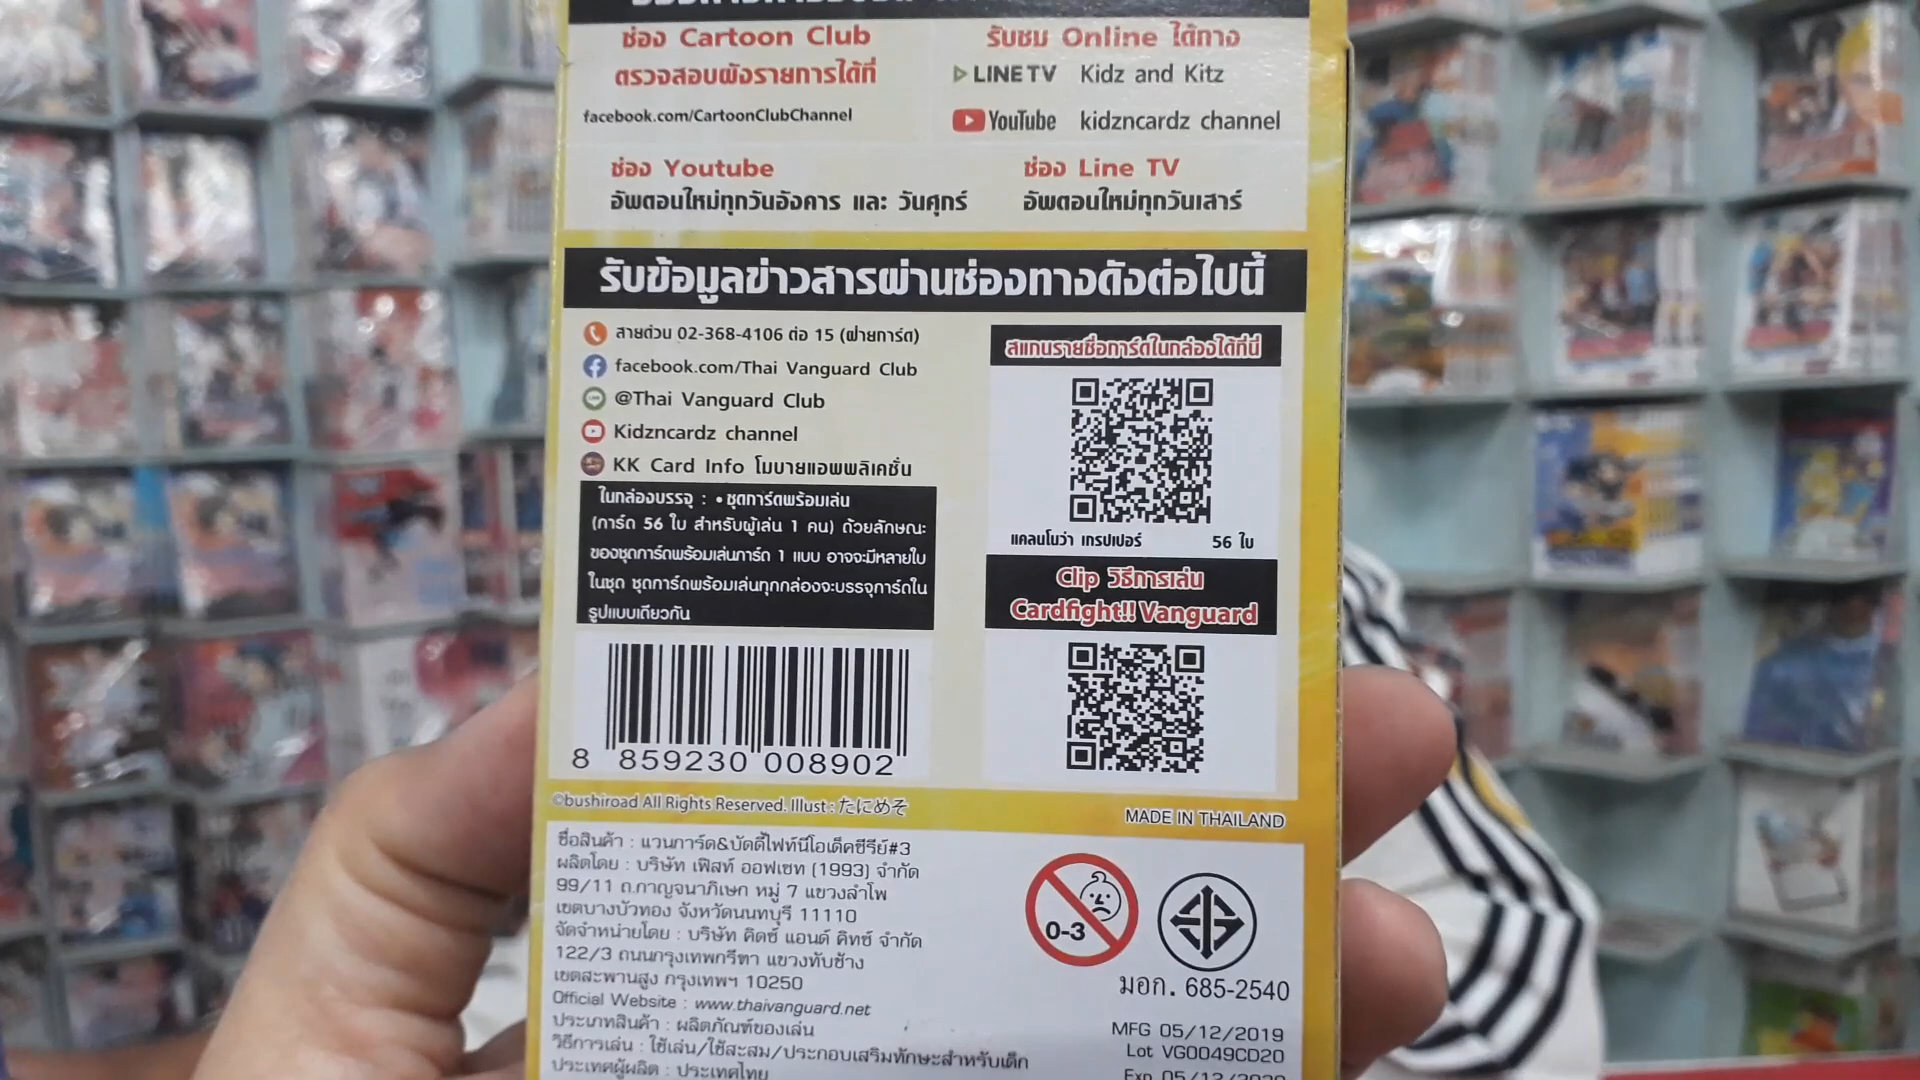 ช่อง Cartoon Club
ตรวจสอบผังรายการได้ที่
facebook.com/CartoonClubChannel
รับชม Online ได้ทาง
LINE TV Kidz and Kitz
YouTube kidzncardz channel
ช่อง Youtube
อัพตอนใหม่ทุกวันอังคาร และ วันศุกร์
ช่อง Line TV
อัพตอนใหม่ทุกวันเสาร์
รับข้อมูลข่าวสารผ่านช่องทางดังต่อไปนี้
สายด่วน 02-368-4106 ต่อ 15 (ฝ่ายการ์ด)
facebook.com/Thai Vanguard Club
@Thai Vanguard Club
Kidzncardz channel
KK Card Info โมบายแอพพลิเคชั่น
ในกล่องบรรจุ : • ชุดการ์ดพร้อมเล่น
(การ์ด 56 ใบ สำหรับผู้เล่น 1 คน) ด้วยลักษณะ
ของชุดการ์ดพร้อมเล่นการ์ด 1 แบบ อาจจะมีหลายใบ
ในชุด ชุดการ์ดพร้อมเล่นทุกกล่องจะบรรจุการ์ดใน
รูปแบบเดียวกัน
สแกนรายชื่อการ์ดในกล่องได้ที่นี่
แคลนโนว่า เกรปเปอร์ 56 ใบ
Clip วิธีการเล่น
Cardfight!! Vanguard
8 859230 008902
©bushiroad All Rights Reserved. Illust : たにめそ
MADE IN THAILAND
ชื่อสินค้า : แวนการ์ด&บัดดี้ไฟท์นีโอเด็คซีรีย์#3
ผลิตโดย : บริษัท เฟิสท์ ออฟเซท (1993) จำกัด
99/11 ถ.กาญจนาภิเษก หมู่ 7 แขวงลำโพ
เขตบางบัวทอง จังหวัดนนทบุรี 11110
จัดจำหน่ายโดย : บริษัท คิดซ์ แอนด์ คิทซ์ จำกัด
122/3 ถนนกรุงเทพกรีฑา แขวงทับช้าง
เขตสะพานสูง กรุงเทพฯ 10250
Official Website : www.thaivanguard.net
ประเภทสินค้า : ผลิตภัณฑ์ของเล่น
วิธีการเล่น : ใช้เล่น/ใช้สะสม/ประกอบเสริมทักษะสำหรับเด็ก
ประเทศผู้ผลิต : ประเทศไทย
0-3
มอก. 685-2540
MFG 05/12/2019
Lot VG0049CD20
Exp 05/12/2029